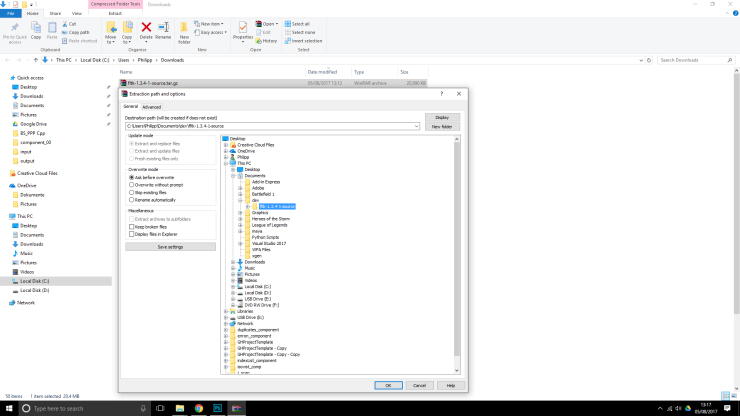 Compressed Folder Tools
Downloads
File
Home
Share
View
Extract
Pin to Quick access
Copy
Paste
Cut
Copy path
Paste shortcut
Clipboard
Move to
Copy to
Delete
Rename
Organise
New folder
New item
Easy access
New
Properties
Open
Edit
History
Open
Select all
Select none
Invert selection
Select
This PC > Local Disk (C:) > Users > Philipp > Downloads
Search Downloads
Name
Date modified
Type
Size
fltk-1.3.4-1-source.tar.gz
05/08/2017 13:12
WinRAR archive
Quick access
Desktop
Downloads
Documents
Pictures
Google Drive
BS_PPP Cpp
component_00
input
output
Creative Cloud Files
OneDrive
Dokumente
Pictures
This PC
Desktop
Documents
Downloads
Music
Pictures
Videos
Local Disk (C:)
Local Disk (D:)
Network
Extraction path and options
?
General
Advanced
Destination path (will be created if does not exist)
C:\Users\Philipp\Documents\dev\fltk-1.3.4-1-source
Display
New folder
Update mode
Extract and replace files
Extract and update files
Fresh existing files only
Overwrite mode
Ask before overwrite
Overwrite without prompt
Skip existing files
Rename automatically
Miscellaneous
Extract archives to subfolders
Keep broken files
Display files in Explorer
Save settings
Desktop
Creative Cloud Files
OneDrive
Philipp
This PC
Desktop
Documents
Add-in Express
Adobe
Battlefield 1
dev
fltk-1.3.4-1-source
Graphics
Heroes of the Storm
League of Legends
maya
Python Scripts
Visual Studio 2017
WPA Files
xgen
Downloads
Music
Pictures
Videos
Local Disk (C:)
Local Disk (D:)
USB Drive (E:)
DVD RW Drive (F:)
Libraries
USB Drive (E:)
Network
duplicates_component
GHProjectTemplate
GHProjectTemplate - Copy
GHProjectTemplate - Copy - Copy
OK
Cancel
Help
50 items
1 item selected 20.4 MB
Type here to search
13:17
05/08/2017